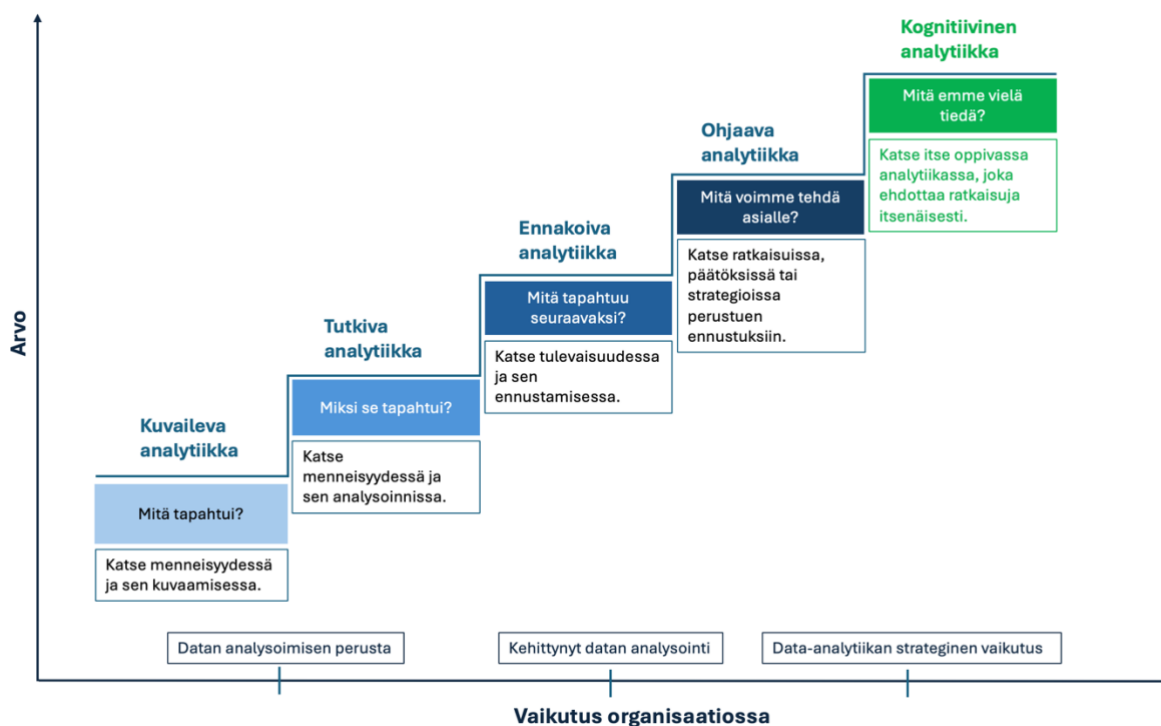 Kognitiivinen
analytiikka
Mitä emme vielä
tiedä?
Katse itse oppivassa
analytiikassa, joka
ehdottaa ratkaisuja
itsenäisesti.
Ohjaava
analytiikka
Mitä voimme tehdä
asialle?
Katse ratkaisuissa,
päätöksissä tai
strategioissa
perustuen
ennustuksiin.
Ennakoiva
analytiikka
Mitä tapahtuu
seuraavaksi?
Katse tulevaisuudessa
ja sen
ennustamisessa.
Tutkiva
analytiikka
Miksi se tapahtui?
Katse
menneisyydessä ja
sen analysoinnissa.
Kuvaileva
analytiikka
Mitä tapahtui?
Katse menneisyydessä
ja sen kuvaamisessa.
Arvo
Datan analysoimisen perusta
Kehittynyt datan analysointi
Data-analytiikan strateginen vaikutus
Vaikutus organisaatiossa